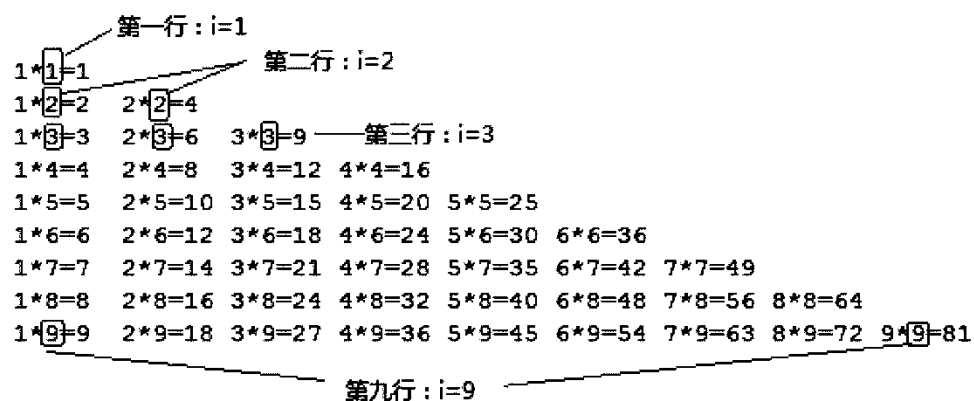 第一行：i=1
1*1=1
第二行：i=2
1*2=2 2*2=4
1*3=3 2*3=6 3*3=9 第三行：i=3
1*4=4 2*4=8 3*4=12 4*4=16
1*5=5 2*5=10 3*5=15 4*5=20 5*5=25
1*6=6 2*6=12 3*6=18 4*6=24 5*6=30 6*6=36
1*7=7 2*7=14 3*7=21 4*7=28 5*7=35 6*7=42 7*7=49
1*8=8 2*8=16 3*8=24 4*8=32 5*8=40 6*8=48 7*8=56 8*8=64
1*9=9 2*9=18 3*9=27 4*9=36 5*9=45 6*9=54 7*9=63 8*9=72 9*9=81
第九行：i=9